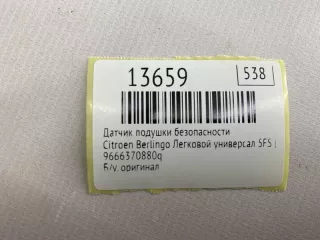 13659
538
Датчик подушки безопасности
Citroen Berlingo Легковой универсал 5FS
9666370880q
Б/у. оригинал